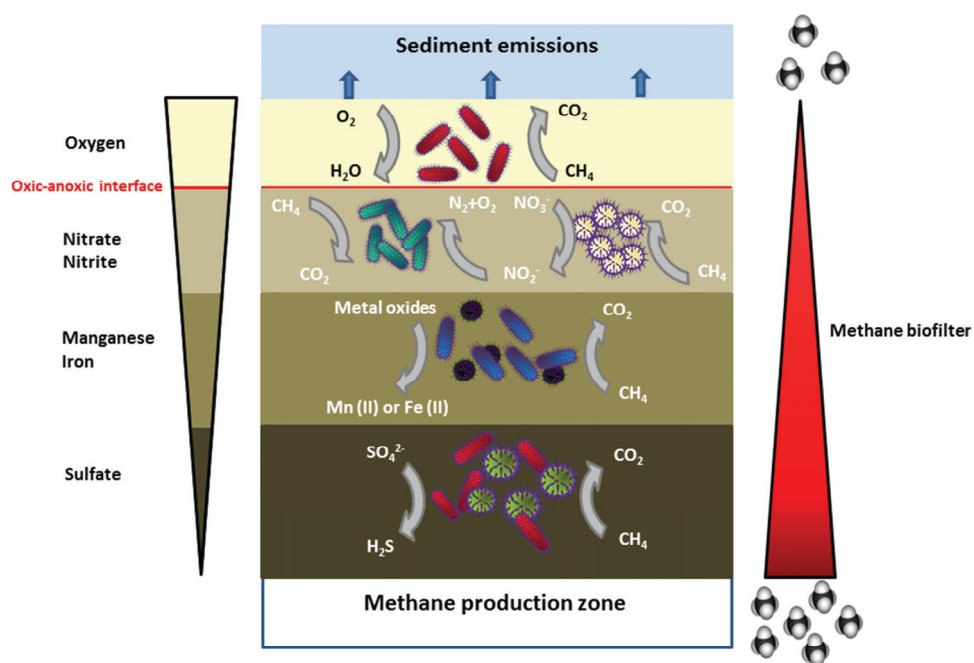 Sediment emissions
Oxygen
Oxic-anoxic interface
Nitrate
Nitrite
Manganese
Iron
Sulfate
O₂
H₂O
CO₂
CH₄
CH₄
CO₂
N₂+O₂
NO₂⁻
NO₃⁻
CO₂
CH₄
Metal oxides
Mn (II) or Fe (II)
CO₂
CH₄
SO₄²⁻
H₂S
CO₂
CH₄
Methane production zone
Methane biofilter